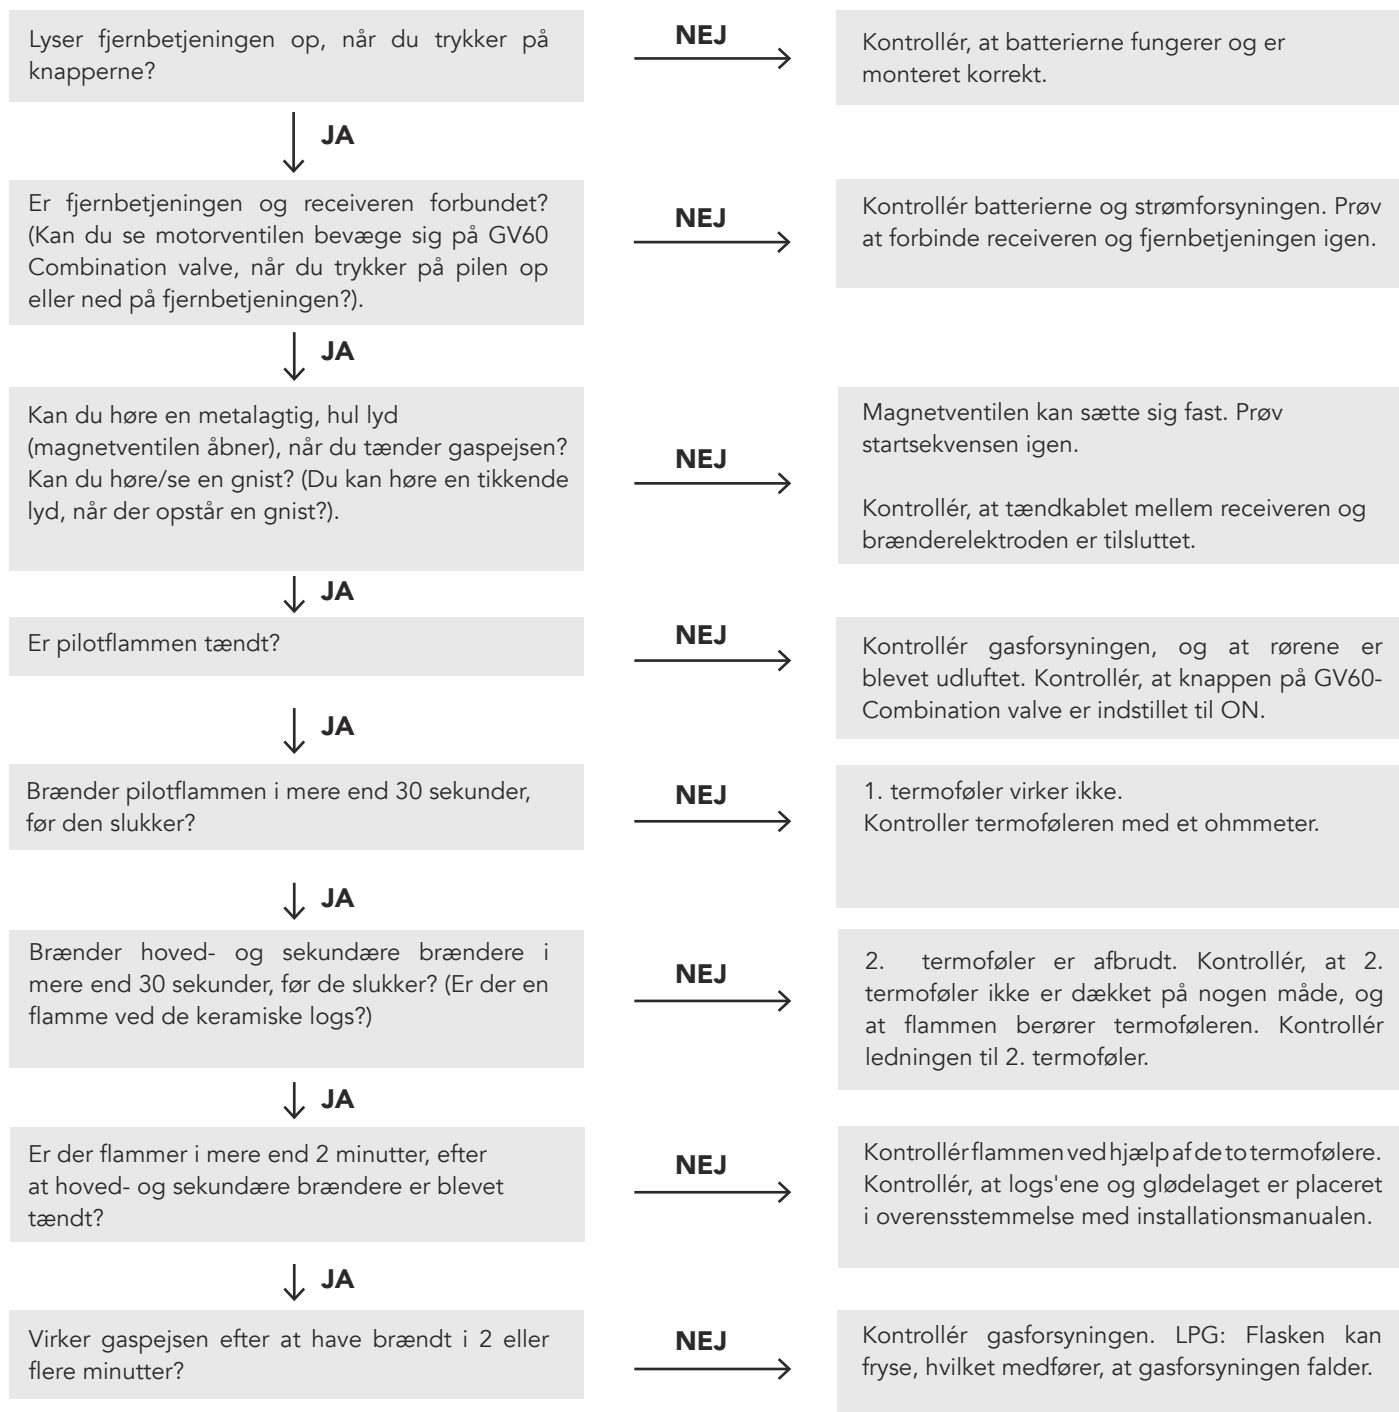 Lyser fjernbetjeningen op, når du trykker på
knapperne?
NEJ
Kontrollér, at batterierne fungerer og er
monteret korrekt.
JA
Er fjernbetjeningen og receiveren forbundet?
(Kan du se motorventilen bevæge sig på GV60
Combination valve, når du trykker på pilen op
eller ned på fjernbetjeningen?).
NEJ
Kontrollér batterierne og strømforsyningen. Prøv
at forbinde receiveren og fjernbetjeningen igen.
JA
Kan du høre en metalagtig, hul lyd
(magnetventilen åbner), når du tænder gaspejsen?
Kan du høre/se en gnist? (Du kan høre en tikkende
lyd, når der opstår en gnist?).
NEJ
Magnetventilen kan sætte sig fast. Prøv
startsekvensen igen.
Kontrollér, at tændkablet mellem receiveren og
brænderelektroden er tilsluttet.
JA
Er pilotflammen tændt?
NEJ
Kontrollér gasforsyningen, og at rørene er
blevet udluftet. Kontrollér, at knappen på GV60-
Combination valve er indstillet til ON.
JA
Brænder pilotflammen i mere end 30 sekunder,
før den slukker?
NEJ
1. termoføler virker ikke.
Kontroller termoføleren med et ohmmeter.
JA
Brænder hoved- og sekundære brændere i
mere end 30 sekunder, før de slukker? (Er der en
flamme ved de keramiske logs?)
NEJ
2. termoføler er afbrudt. Kontrollér, at 2.
termoføler ikke er dækket på nogen måde, og
at flammen berører termoføleren. Kontrollér
ledningen til 2. termoføler.
JA
Er der flammer i mere end 2 minutter, efter
at hoved- og sekundære brændere er blevet
tændt?
NEJ
Kontrollér flammen ved hjælp af de to termofølere.
Kontrollér, at logs'ene og glødelaget er placeret
i overensstemmelse med installationsmanualen.
JA
Virker gaspejsen efter at have brændt i 2 eller
flere minutter?
NEJ
Kontrollér gasforsyningen. LPG: Flasken kan
fryse, hvilket medfører, at gasforsyningen falder.